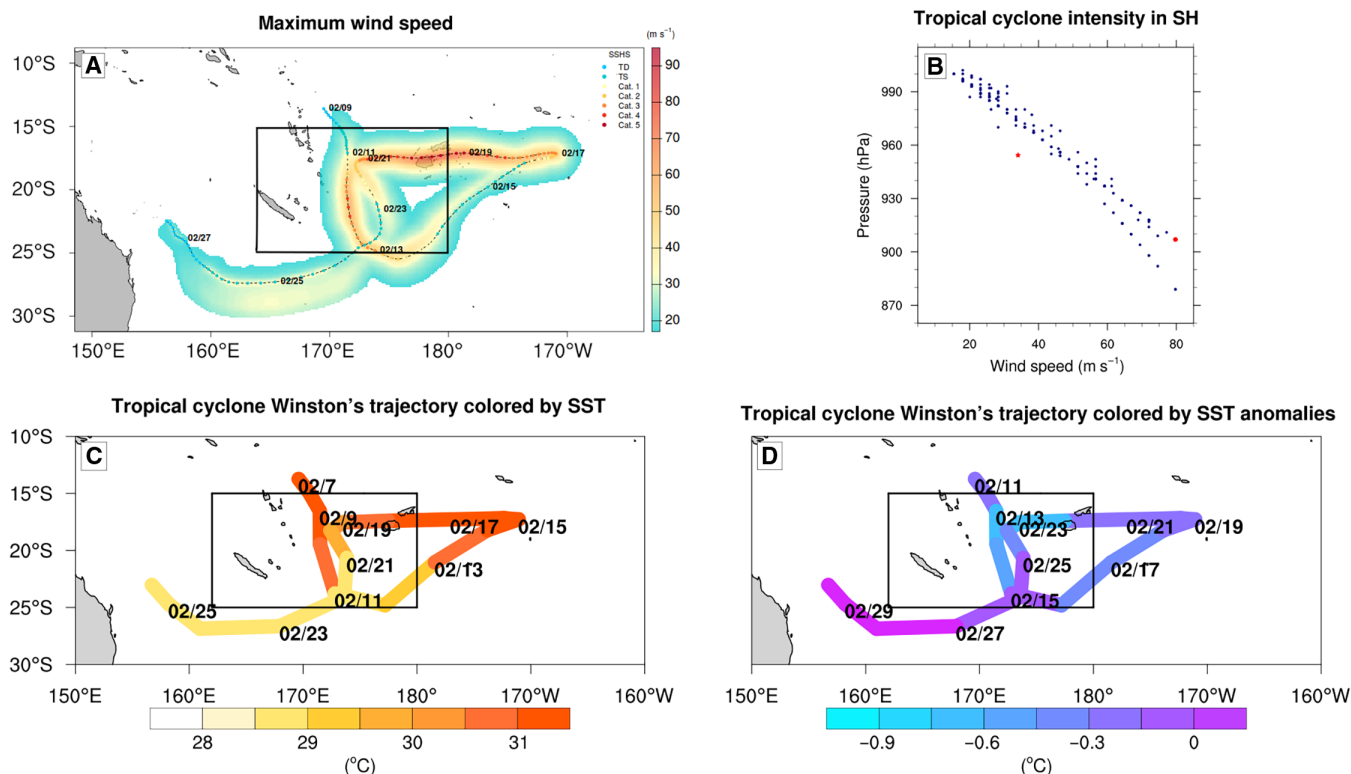 Maximum wind speed
(m s⁻¹)
A
SSHS
TD
TS
Cat. 1
Cat. 2
Cat. 3
Cat. 4
Cat. 5
90
80
70
60
50
40
30
20
10°S
15°S
20°S
25°S
30°S
02/09
02/11
02/21
02/19
02/17
02/15
02/23
02/13
02/27
02/25
150°E 160°E 170°E 180°E 170°W
Tropical cyclone intensity in SH
B
Pressure (hPa)
990
960
930
900
870
20 40 60 80
Wind speed (m s⁻¹)
Tropical cyclone Winston's trajectory colored by SST
C
10°S
15°S
20°S
25°S
30°S
02/7
02/9
02/19
02/17
02/15
02/21
02/13
02/11
02/25
02/23
150°E 160°E 170°E 180°E 170°W 160°W
28 29 30 31
(°C)
Tropical cyclone Winston's trajectory colored by SST anomalies
D
02/11
02/13
02/23
02/21
02/19
02/25
02/17
02/15
02/29
02/27
150°E 160°E 170°E 180°E 170°W 160°W
−0.9 −0.6 −0.3 0
(°C)